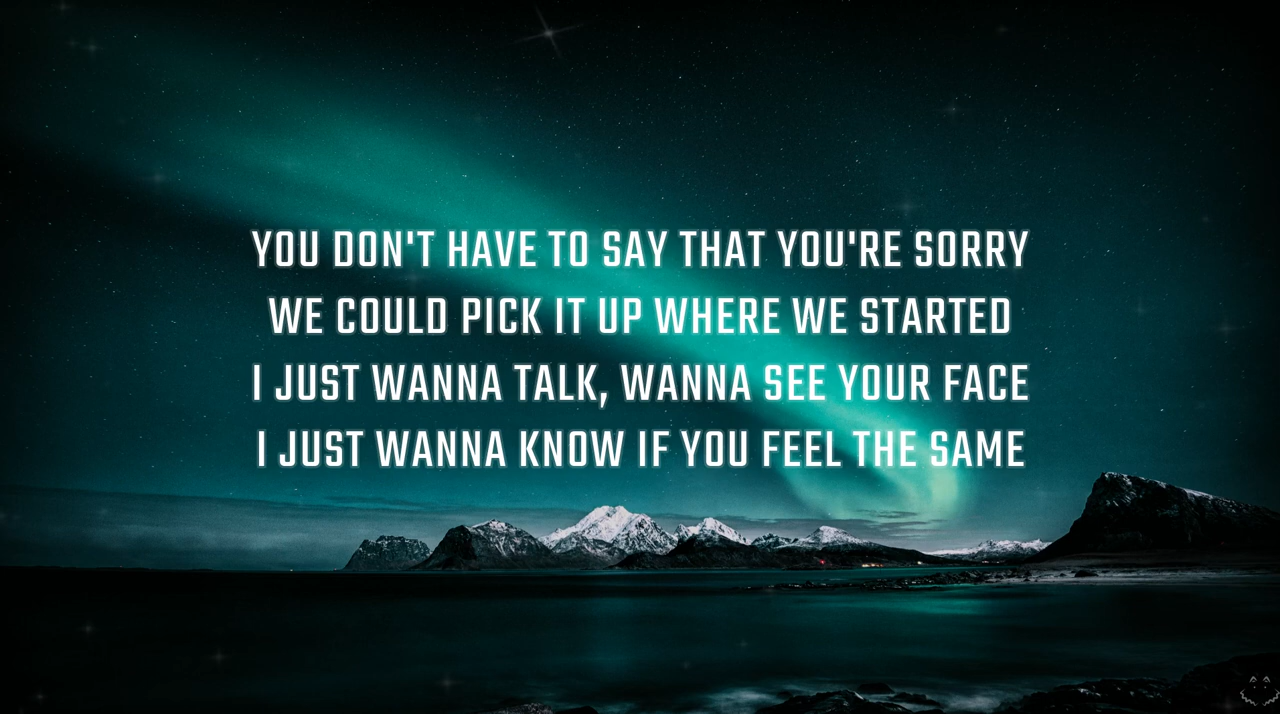 YOU DON'T HAVE TO SAY THAT YOU'RE SORRY
WE COULD PICK IT UP WHERE WE STARTED
I JUST WANNA TALK, WANNA SEE YOUR FACE
I JUST WANNA KNOW IF YOU FEEL THE SAME